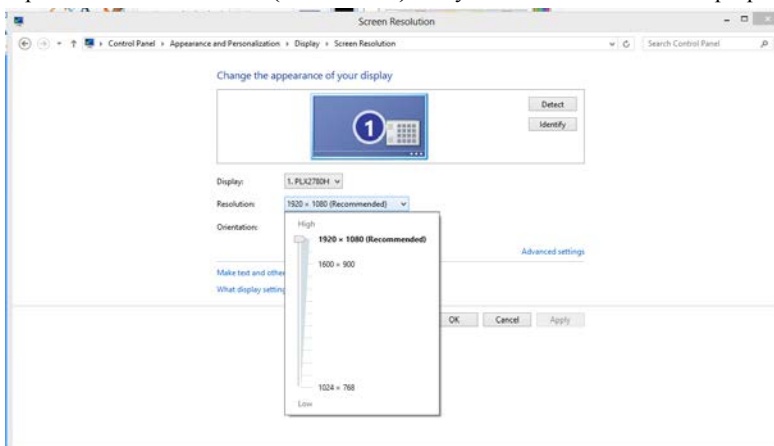 Screen Resolution
Control Panel › Appearance and Personalization › Display › Screen Resolution
Search Control Panel
Change the appearance of your display
1
Detect
Identify
Display: 1. PLX2780H
Resolution: 1920 × 1080 (Recommended)
Orientation: High
1920 × 1080 (Recommended)
Advanced settings
1600 × 900
Make text and othe
What display setting
OK Cancel Apply
1024 × 768
Low